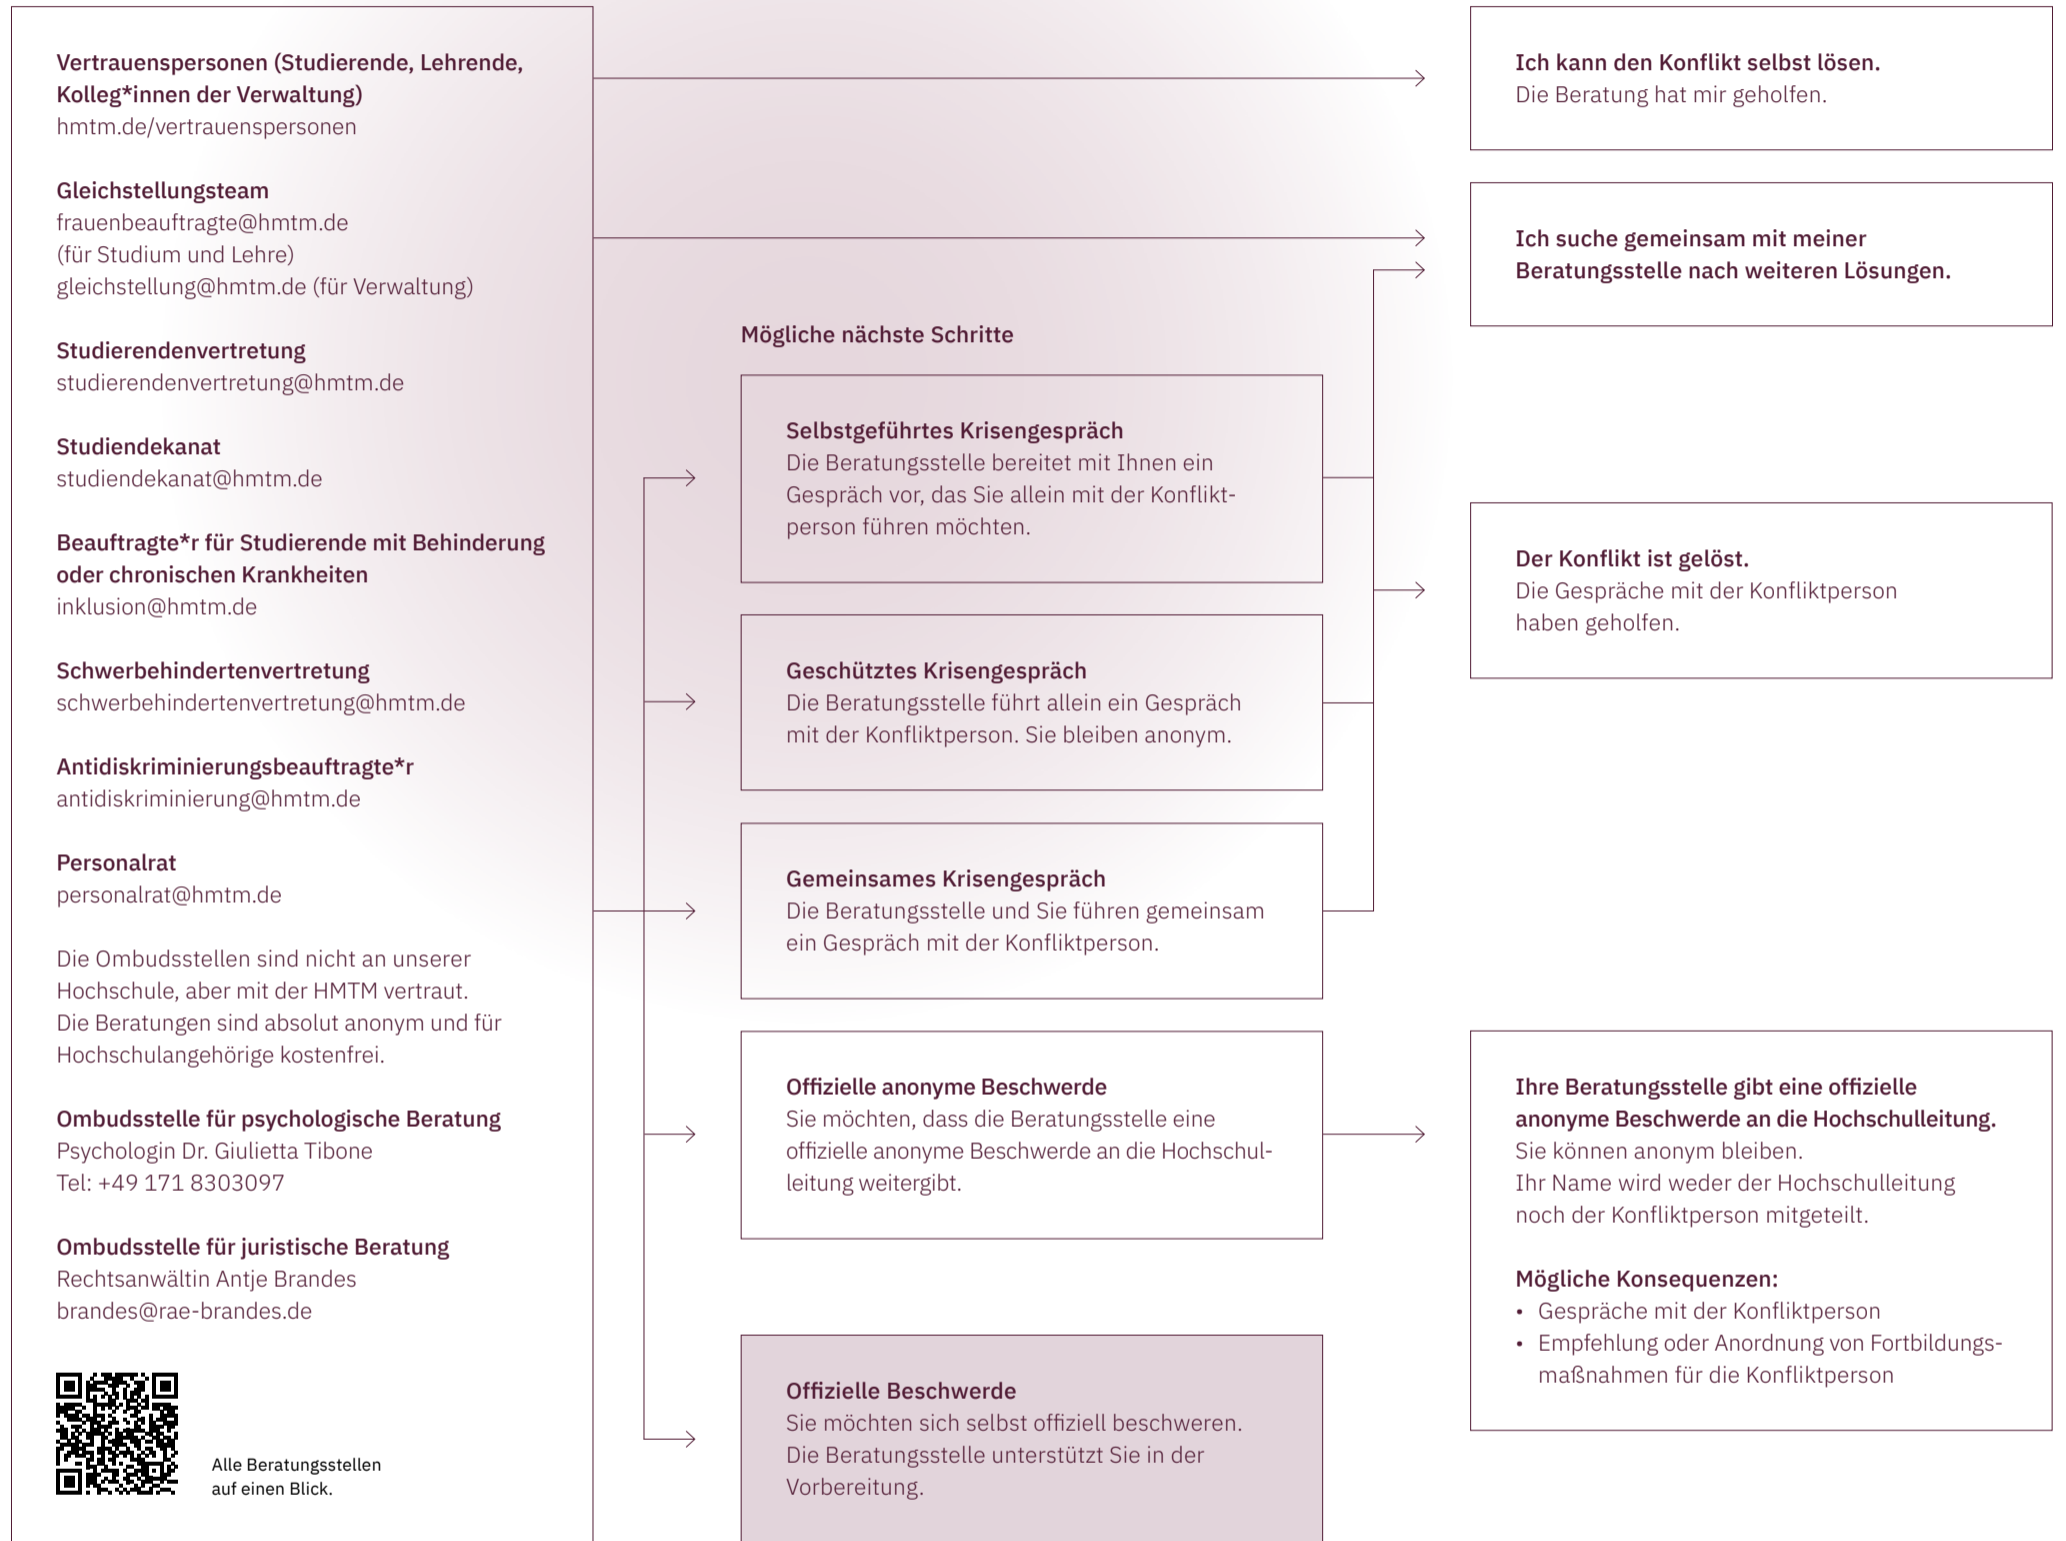 Vertrauenspersonen (Studierende, Lehrende,
Kolleg*innen der Verwaltung)
hmtm.de/vertrauenspersonen
Gleichstellungsteam
frauenbeauftragte@hmtm.de
(für Studium und Lehre)
gleichstellung@hmtm.de (für Verwaltung)
Studierendenvertretung
studierendenvertretung@hmtm.de
Studiendekanat
studiendekanat@hmtm.de
Beauftragte*r für Studierende mit Behinderung
oder chronischen Krankheiten
inklusion@hmtm.de
Schwerbehindertenvertretung
schwerbehindertenvertretung@hmtm.de
Antidiskriminierungsbeauftragte*r
antidiskriminierung@hmtm.de
Personalrat
personalrat@hmtm.de
Die Ombudsstellen sind nicht an unserer
Hochschule, aber mit der HMTM vertraut.
Die Beratungen sind absolut anonym und für
Hochschulangehörige kostenfrei.
Ombudsstelle für psychologische Beratung
Psychologin Dr. Giulietta Tibone
Tel: +49 171 8303097
Ombudsstelle für juristische Beratung
Rechtsanwältin Antje Brandes
brandes@rae-brandes.de
Alle Beratungsstellen
auf einen Blick.
Mögliche nächste Schritte
Selbstgeführtes Krisengespräch
Die Beratungsstelle bereitet mit Ihnen ein
Gespräch vor, das Sie allein mit der Konflikt-
person führen möchten.
Geschütztes Krisengespräch
Die Beratungsstelle führt allein ein Gespräch
mit der Konfliktperson. Sie bleiben anonym.
Gemeinsames Krisengespräch
Die Beratungsstelle und Sie führen gemeinsam
ein Gespräch mit der Konfliktperson.
Offizielle anonyme Beschwerde
Sie möchten, dass die Beratungsstelle eine
offizielle anonyme Beschwerde an die Hochschul-
leitung weitergibt.
Offizielle Beschwerde
Sie möchten sich selbst offiziell beschweren.
Die Beratungsstelle unterstützt Sie in der
Vorbereitung.
Ich kann den Konflikt selbst lösen.
Die Beratung hat mir geholfen.
Ich suche gemeinsam mit meiner
Beratungsstelle nach weiteren Lösungen.
Der Konflikt ist gelöst.
Die Gespräche mit der Konfliktperson
haben geholfen.
Ihre Beratungsstelle gibt eine offizielle
anonyme Beschwerde an die Hochschulleitung.
Sie können anonym bleiben.
Ihr Name wird weder der Hochschulleitung
noch der Konfliktperson mitgeteilt.
Mögliche Konsequenzen:
• Gespräche mit der Konfliktperson
• Empfehlung oder Anordnung von Fortbildungs-
maßnahmen für die Konfliktperson